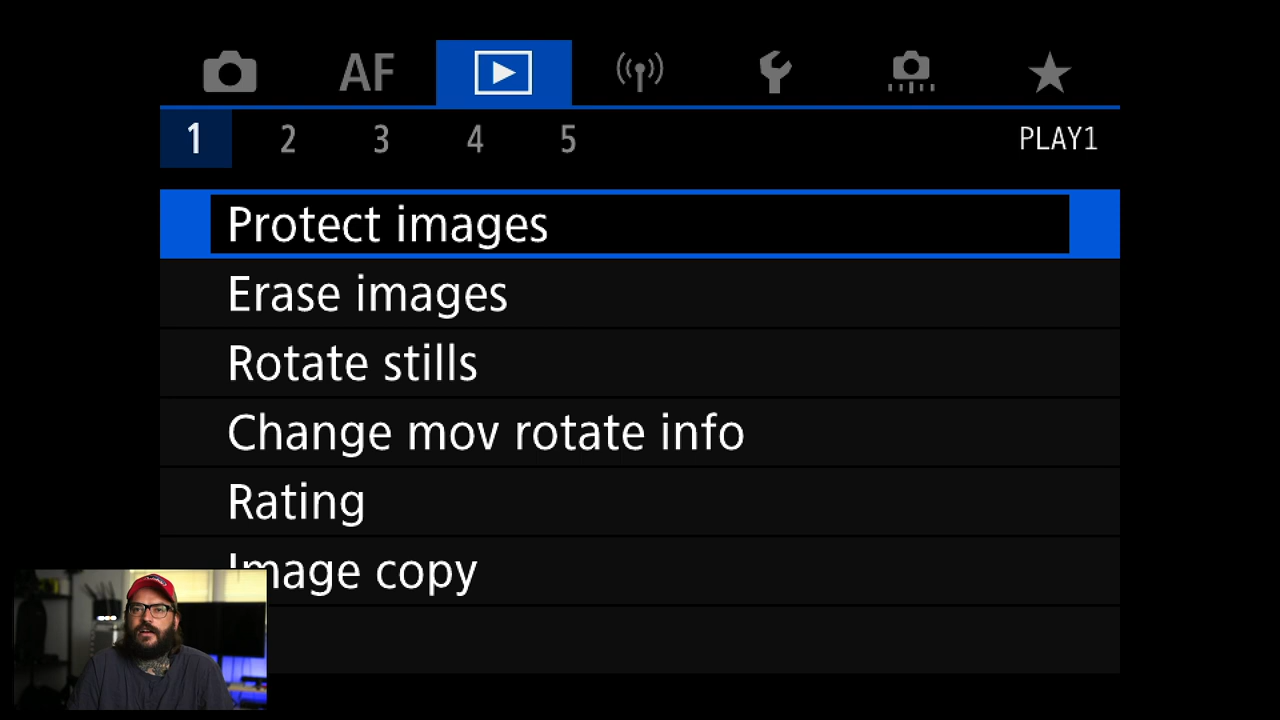 AF
1 2 3 4 5 PLAY1
Protect images
Erase images
Rotate stills
Change mov rotate info
Rating
Image copy